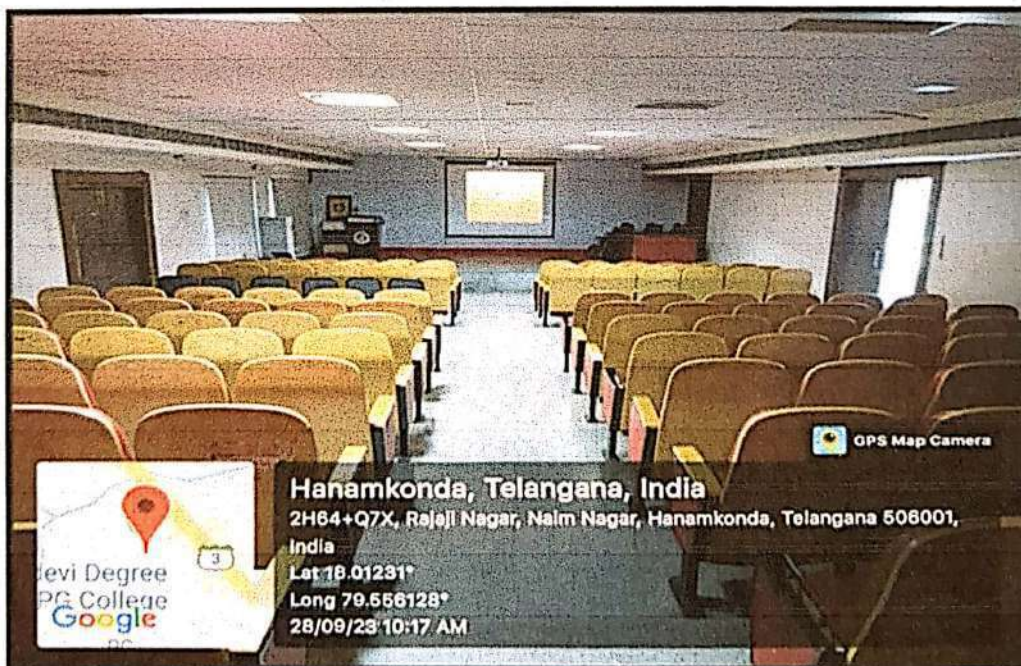 GPS Map Camera
Hanamkonda, Telangana, India
2H64+Q7X, Rajaji Nagar, Naim Nagar, Hanamkonda, Telangana 506001,
India
Lat 18.01231°
Long 79.556128°
28/09/23 10:17 AM
3
devi Degree
PG College
Google